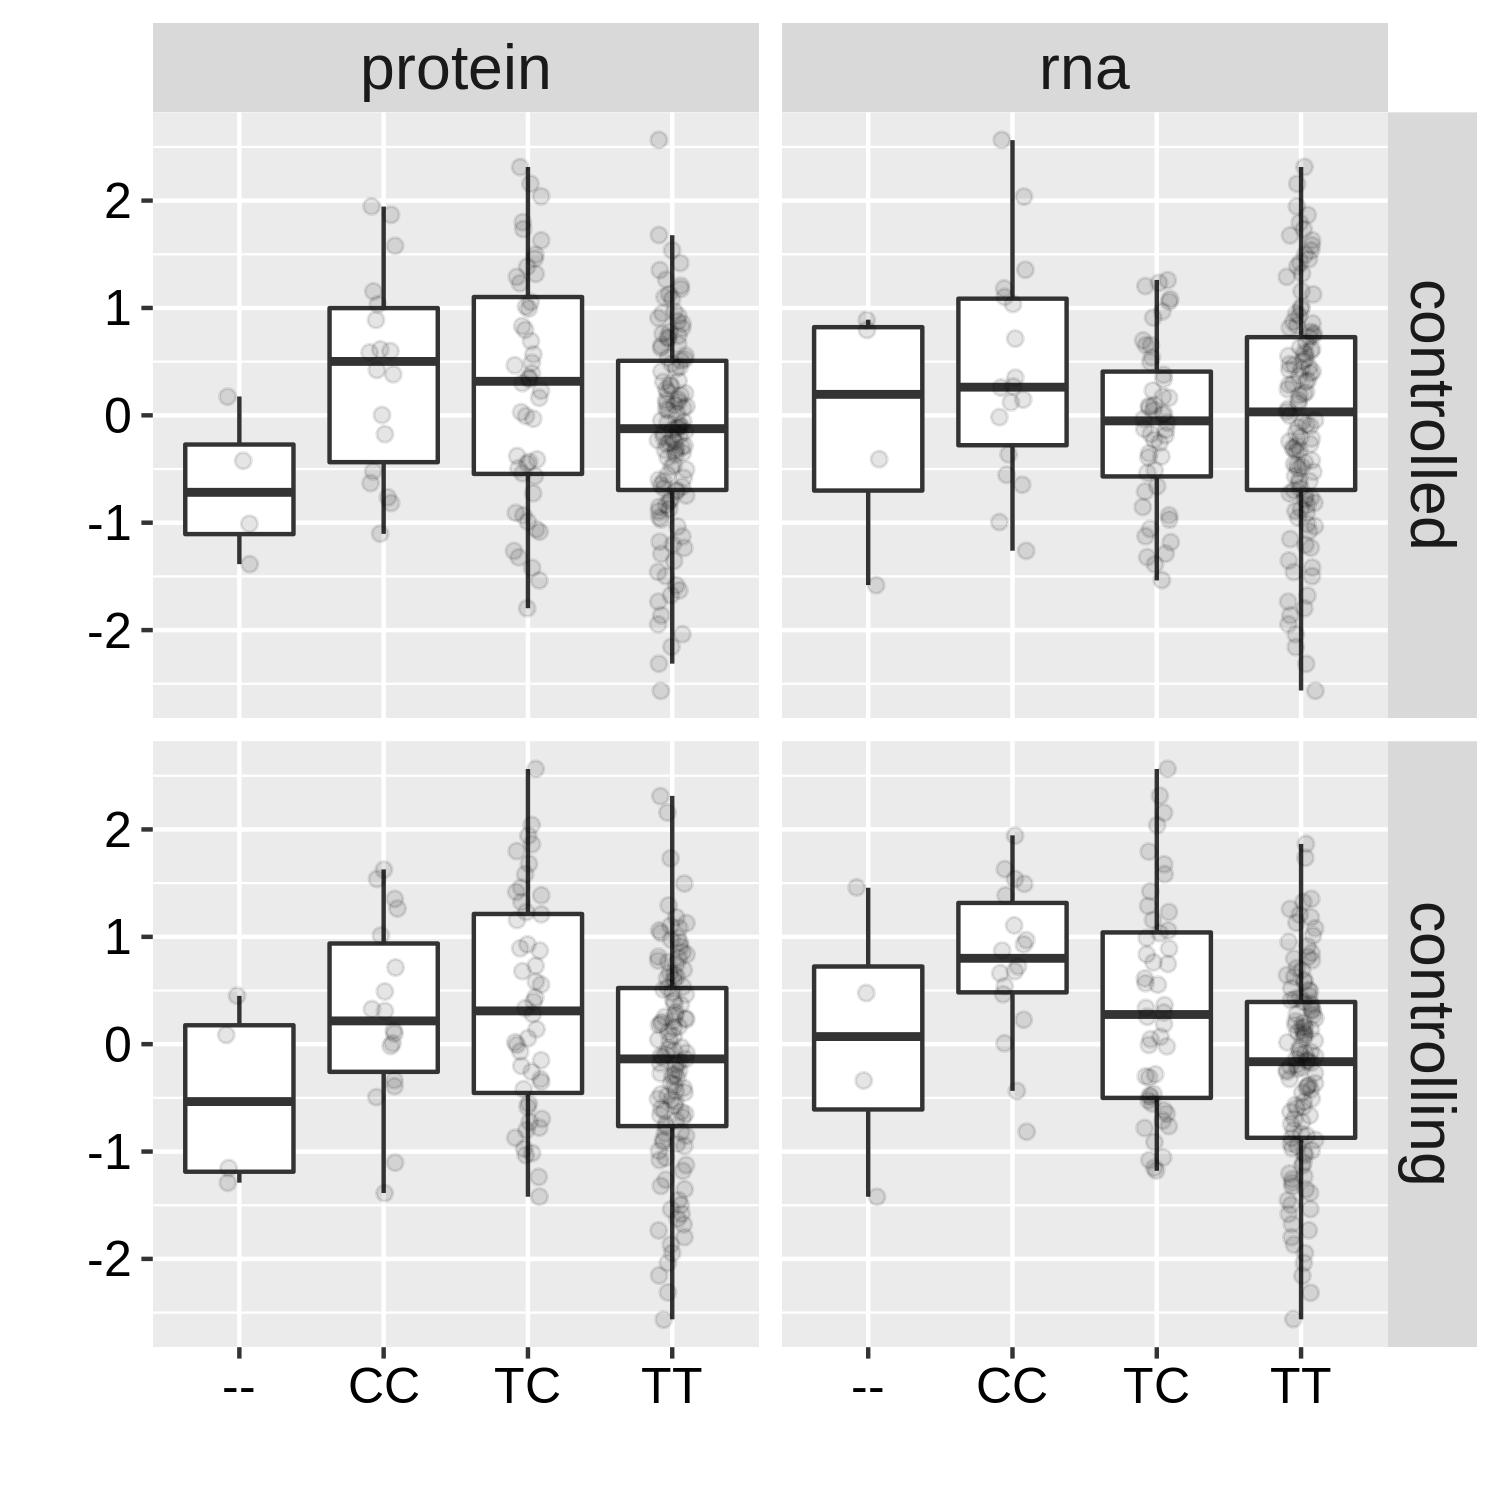 protein rna
2
1
0
-1
-2
controlled
2
1
0
-1
-2
controlling
-- CC TC TT -- CC TC TT